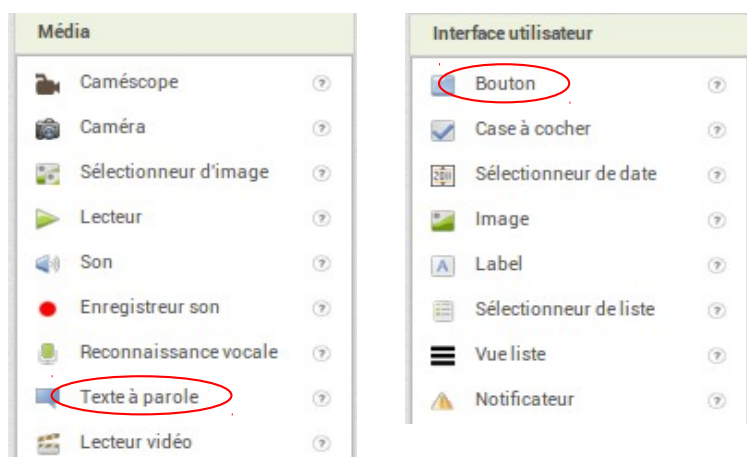 Média
Caméscope
Caméra
Sélectionneur d'image
Lecteur
Son
Enregistreur son
Reconnaissance vocale
Texte à parole
Lecteur vidéo
Interface utilisateur
Bouton
Case à cocher
Sélectionneur de date
Image
Label
Sélectionneur de liste
Vue liste
Notificateur